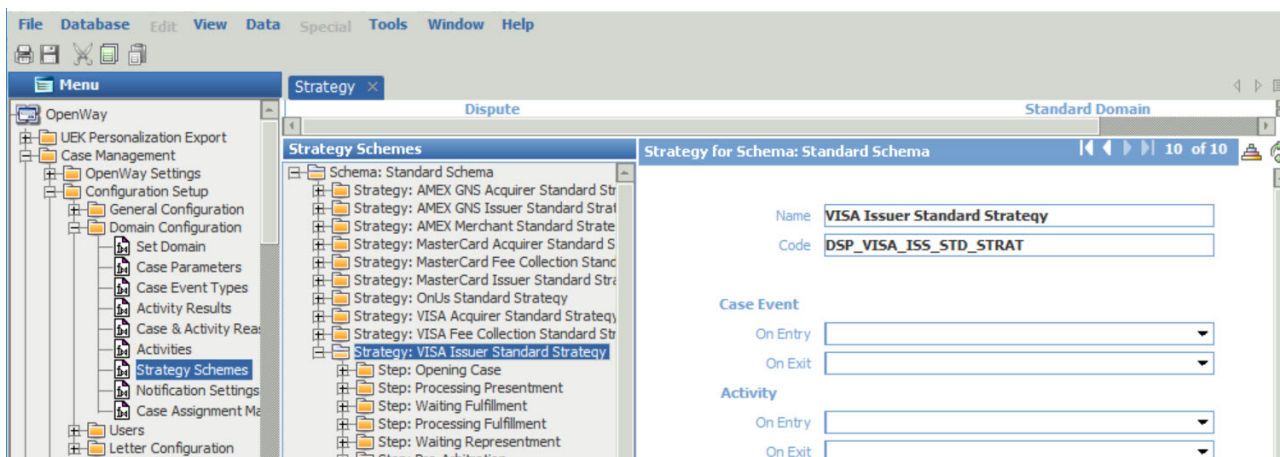 File Database Edit View Data Special Tools Window Help
Menu
OpenWay
UEK Personalization Export
Case Management
OpenWay Settings
Configuration Setup
General Configuration
Domain Configuration
Set Domain
Case Parameters
Case Event Types
Activity Results
Case & Activity Rea
Activities
Strategy Schemes
Notification Settings
Case Assignment Ma
Users
Letter Configuration
Strategy
Dispute Standard Domain
Strategy Schemes
Schema: Standard Schema
Strategy: AMEX GNS Acquirer Standard Str
Strategy: AMEX GNS Issuer Standard Strat
Strategy: AMEX Merchant Standard Strate
Strategy: MasterCard Acquirer Standard S
Strategy: MasterCard Fee Collection Stand
Strategy: MasterCard Issuer Standard Stra
Strategy: OnUs Standard Strategy
Strategy: VISA Acquirer Standard Strategy
Strategy: VISA Fee Collection Standard Str
Strategy: VISA Issuer Standard Strategy
Step: Opening Case
Step: Processing Presentment
Step: Waiting Fulfillment
Step: Processing Fulfillment
Step: Waiting Representment
Step: Pre-Arbitration
Strategy for Schema: Standard Schema 10 of 10
Name VISA Issuer Standard Strategy
Code DSP_VISA_ISS_STD_STRAT
Case Event
On Entry
On Exit
Activity
On Entry
On Exit